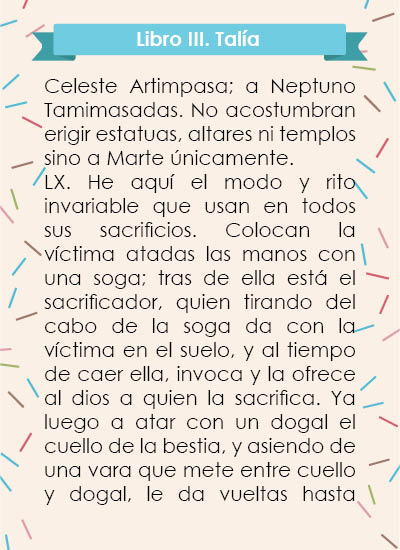 Libro III. Talía
Celeste Artimpasa; a Neptuno
Tamimasadas. No acostumbran
erigir estatuas, altares ni templos
sino a Marte únicamente.
LX. He aquí el modo y rito
invariable que usan en todos
sus sacrificios. Colocan la
víctima atadas las manos con
una soga; tras de ella está el
sacrificador, quien tirando del
cabo de la soga da con la
víctima en el suelo, y al tiempo
de caer ella, invoca y la ofrece
al dios a quien la sacrifica. Ya
luego a atar con un dogal el
cuello de la bestia, y asiendo de
una vara que mete entre cuello
y dogal, le da vueltas hasta